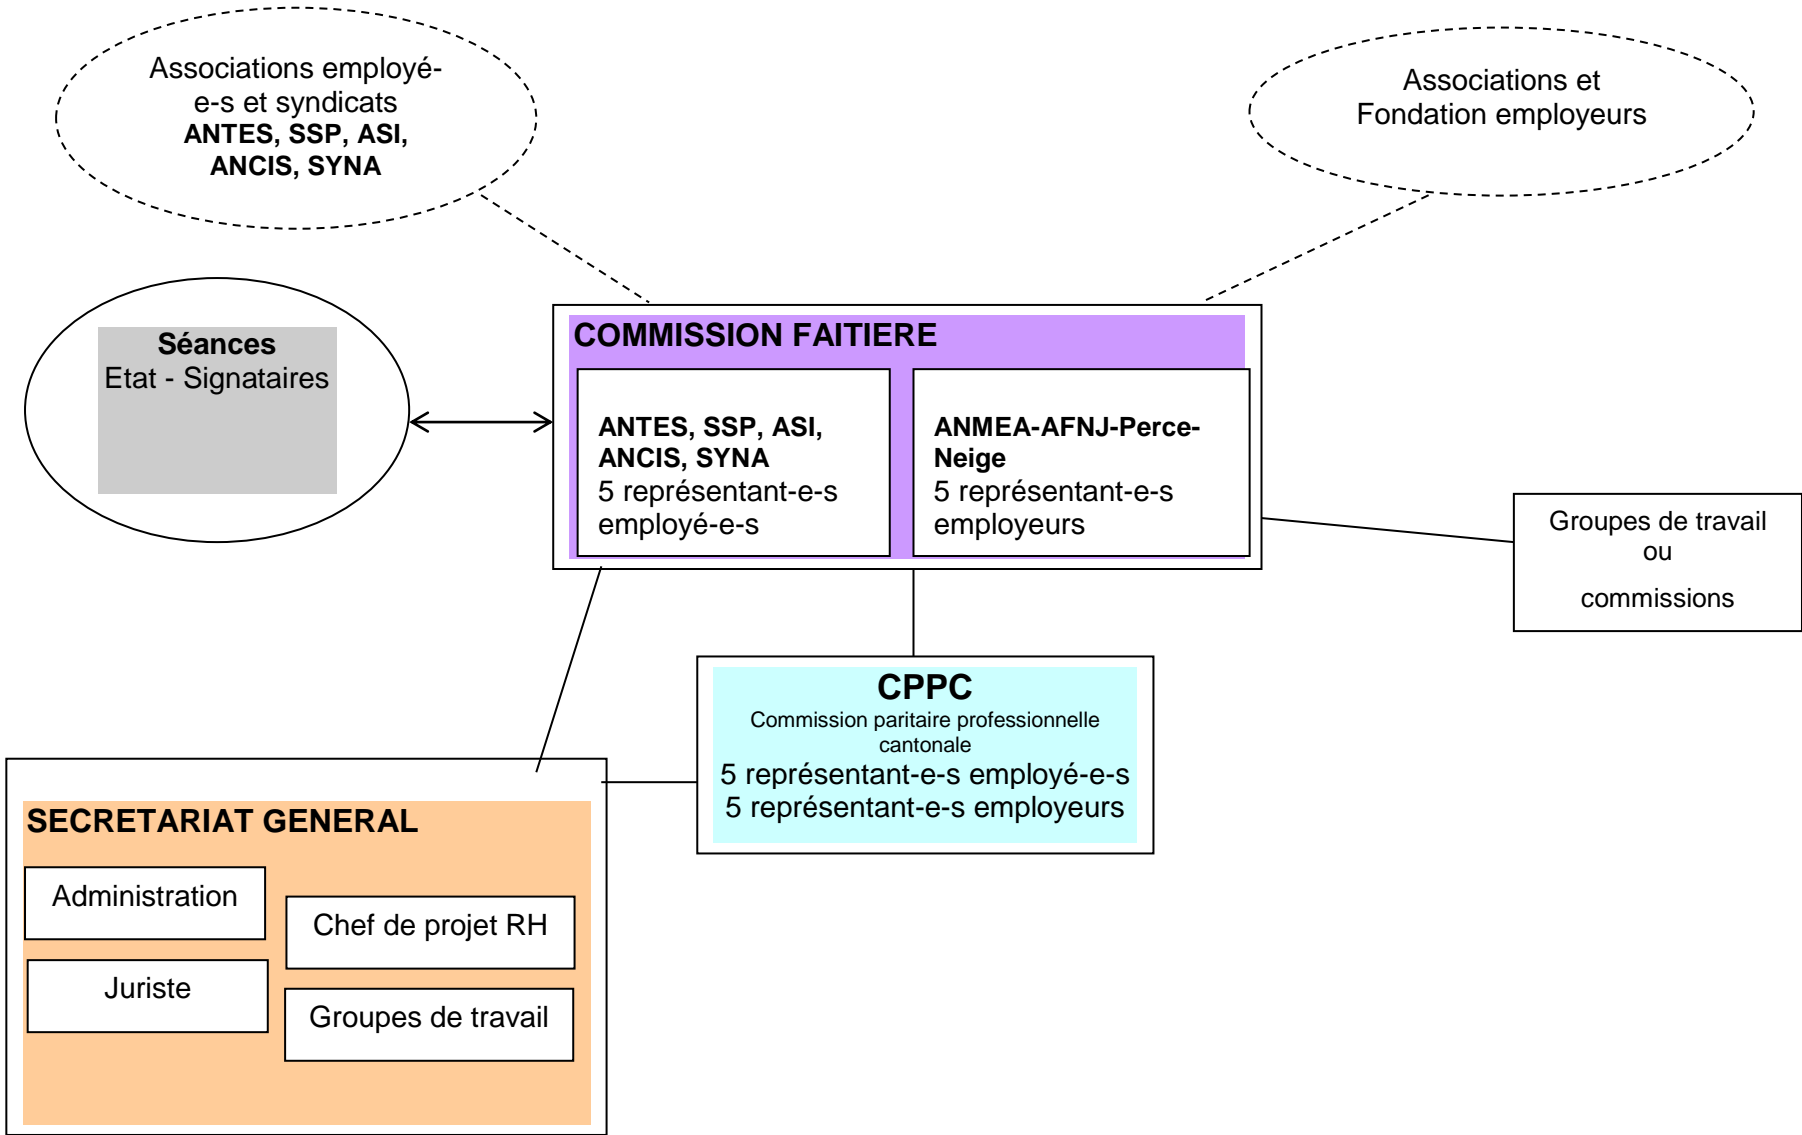 Associations employé-
e-s et syndicats
ANTES, SSP, ASI,
ANCIS, SYNA
Associations et
Fondation employeurs
Séances
Etat - Signataires
COMMISSION FAITIERE
ANTES, SSP, ASI,
ANCIS, SYNA
5 représentant-e-s
employé-e-s
ANMEA-AFNJ-Perce-
Neige
5 représentant-e-s
employeurs
Groupes de travail
ou
commissions
CPPC
Commission paritaire professionnelle
cantonale
5 représentant-e-s employé-e-s
5 représentant-e-s employeurs
SECRETARIAT GENERAL
Administration
Chef de projet RH
Juriste
Groupes de travail